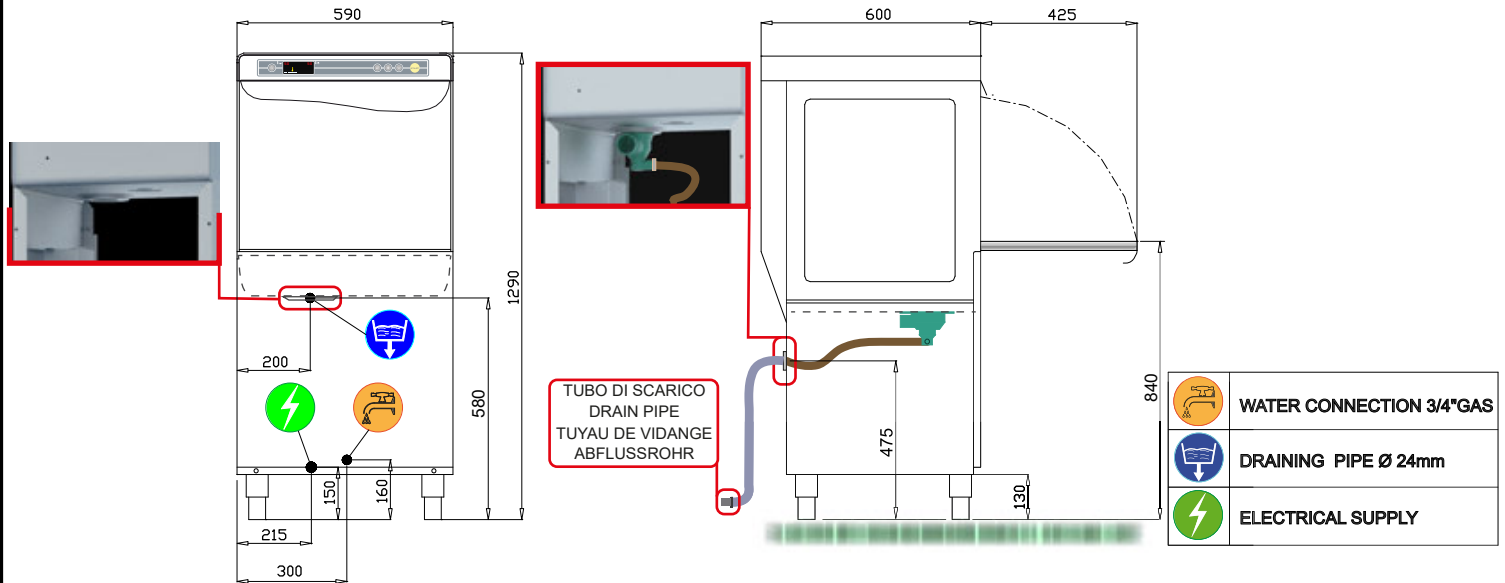 590
600
425
1290
200
580
150
160
215
300
475
840
130
TUBO DI SCARICO
DRAIN PIPE
TUYAU DE VIDANGE
ABFLUSSROHR
WATER CONNECTION 3/4"GAS
DRAINING PIPE Ø 24mm
ELECTRICAL SUPPLY